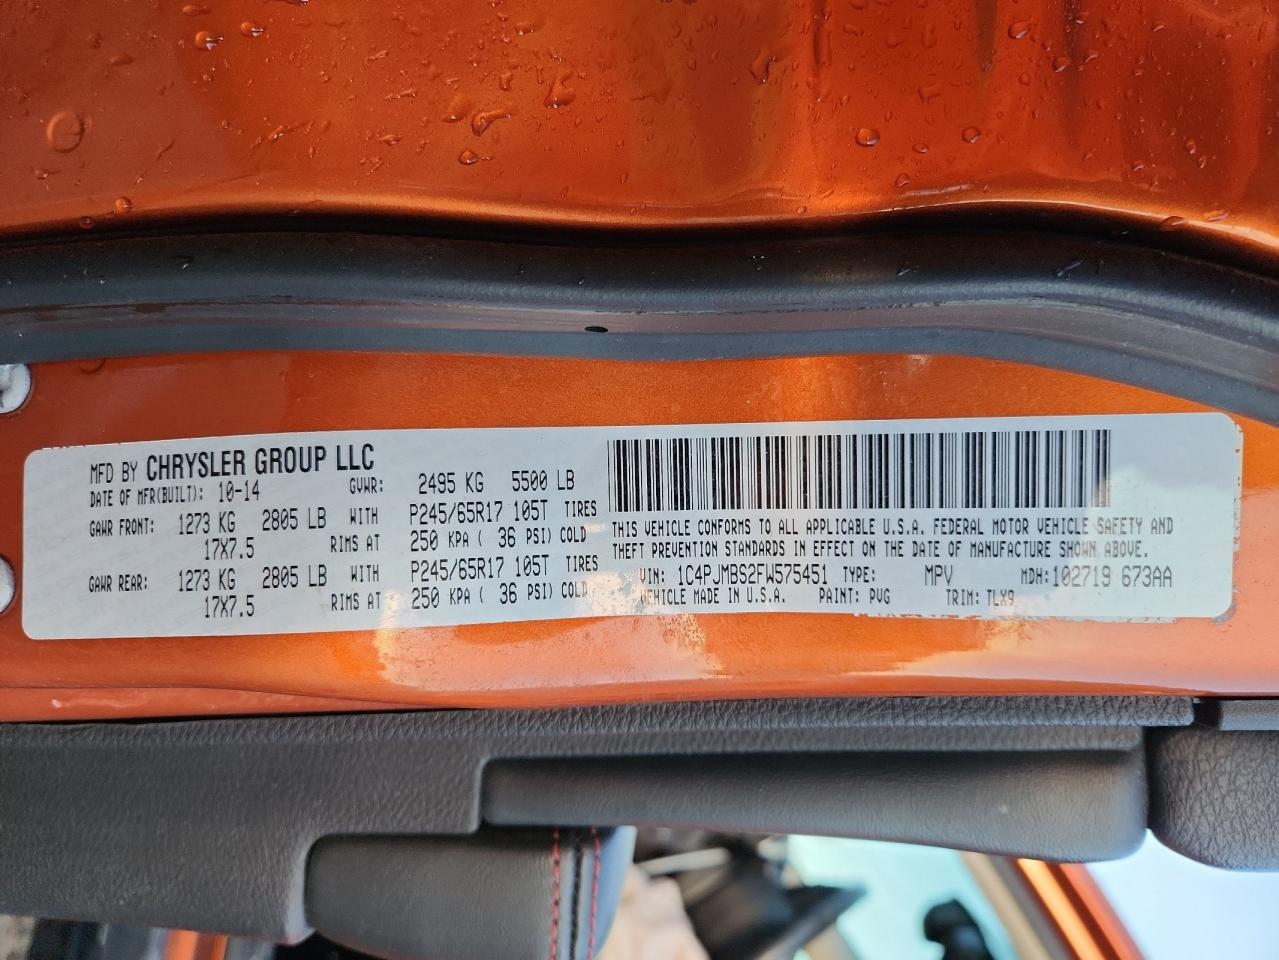 MFD BY CHRYSLER GROUP LLC
DATE OF MFR(BUILT): 10-14 GVWR: 2495 KG 5500 LB
GAWR FRONT: 1273 KG 2805 LB WITH P245/65R17 105T TIRES
17X7.5 RIMS AT 250 KPA ( 36 PSI) COLD
GAWR REAR: 1273 KG 2805 LB WITH P245/65R17 105T TIRES
17X7.5 RIMS AT 250 KPA ( 36 PSI) COLD
THIS VEHICLE CONFORMS TO ALL APPLICABLE U.S.A. FEDERAL MOTOR VEHICLE SAFETY AND
THEFT PREVENTION STANDARDS IN EFFECT ON THE DATE OF MANUFACTURE SHOWN ABOVE.
VIN: 1C4PJMBS2FW575451 TYPE: MPV MDH: 102719 673AA
VEHICLE MADE IN U.S.A. PAINT: PVG TRIM: TLX9